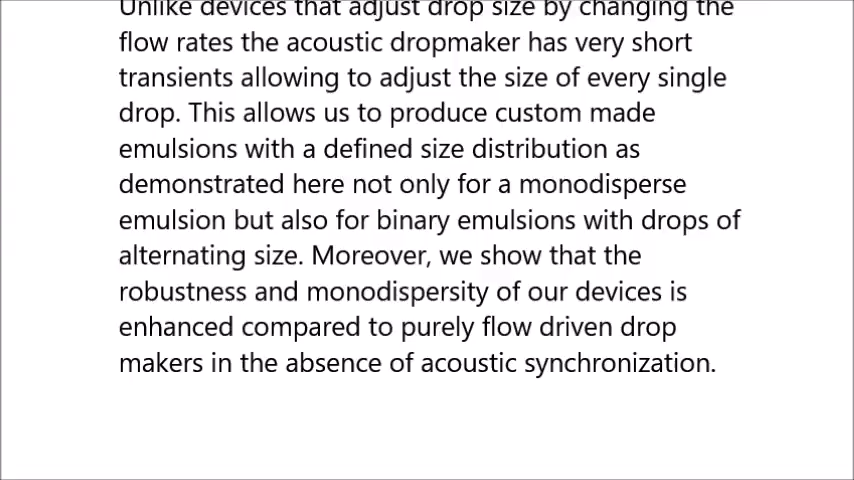 Unlike devices that adjust drop size by changing the
flow rates the acoustic dropmaker has very short
transients allowing to adjust the size of every single
drop. This allows us to produce custom made
emulsions with a defined size distribution as
demonstrated here not only for a monodisperse
emulsion but also for binary emulsions with drops of
alternating size. Moreover, we show that the
robustness and monodispersity of our devices is
enhanced compared to purely flow driven drop
makers in the absence of acoustic synchronization.